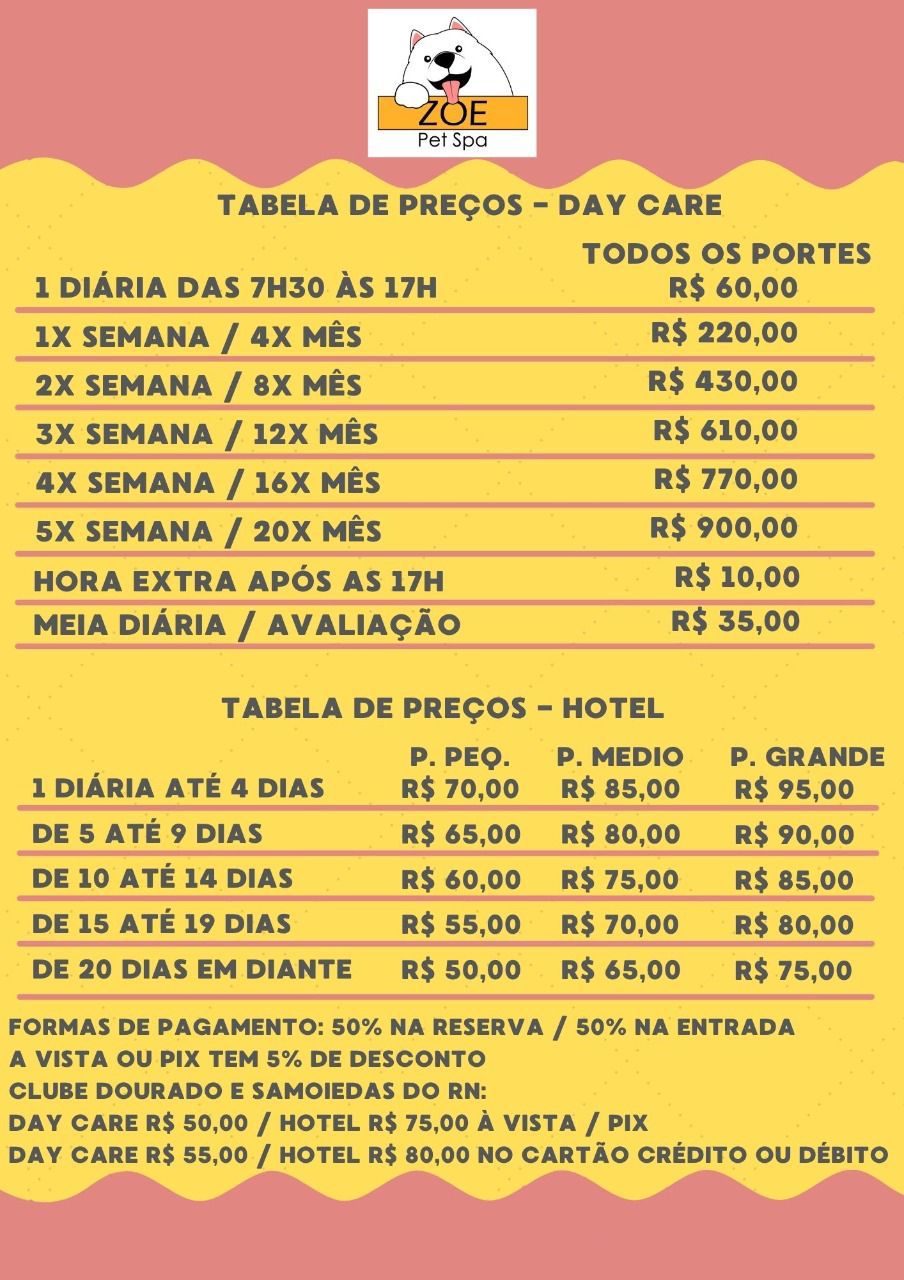 ZOE
Pet Spa
TABELA DE PREÇOS - DAY CARE
TODOS OS PORTES
1 DIÁRIA DAS 7H30 ÀS 17H R$ 60,00
1X SEMANA / 4X MÊS R$ 220,00
2X SEMANA / 8X MÊS R$ 430,00
3X SEMANA / 12X MÊS R$ 610,00
4X SEMANA / 16X MÊS R$ 770,00
5X SEMANA / 20X MÊS R$ 900,00
HORA EXTRA APÓS AS 17H R$ 10,00
MEIA DIÁRIA / AVALIAÇÃO R$ 35,00
TABELA DE PREÇOS - HOTEL
P. PEQ. P. MEDIO P. GRANDE
1 DIÁRIA ATÉ 4 DIAS R$ 70,00 R$ 85,00 R$ 95,00
DE 5 ATÉ 9 DIAS R$ 65,00 R$ 80,00 R$ 90,00
DE 10 ATÉ 14 DIAS R$ 60,00 R$ 75,00 R$ 85,00
DE 15 ATÉ 19 DIAS R$ 55,00 R$ 70,00 R$ 80,00
DE 20 DIAS EM DIANTE R$ 50,00 R$ 65,00 R$ 75,00
FORMAS DE PAGAMENTO: 50% NA RESERVA / 50% NA ENTRADA
A VISTA OU PIX TEM 5% DE DESCONTO
CLUBE DOURADO E SAMOIEDAS DO RN:
DAY CARE R$ 50,00 / HOTEL R$ 75,00 À VISTA / PIX
DAY CARE R$ 55,00 / HOTEL R$ 80,00 NO CARTÃO CRÉDITO OU DÉBITO